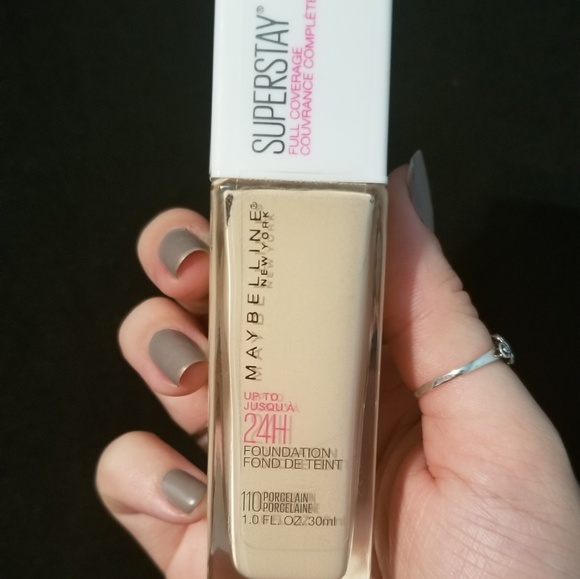 SUPERSTAY®
FULL COVERAGE
COUVRANCE COMPLÈTE
MAYBELLINE®
NEW YORK
UP TO
JUSQU'À
24H
FOUNDATION
FOND DE TEINT
110 PORCELAIN
PORCELAINE
1.0 FL. OZ/30ml